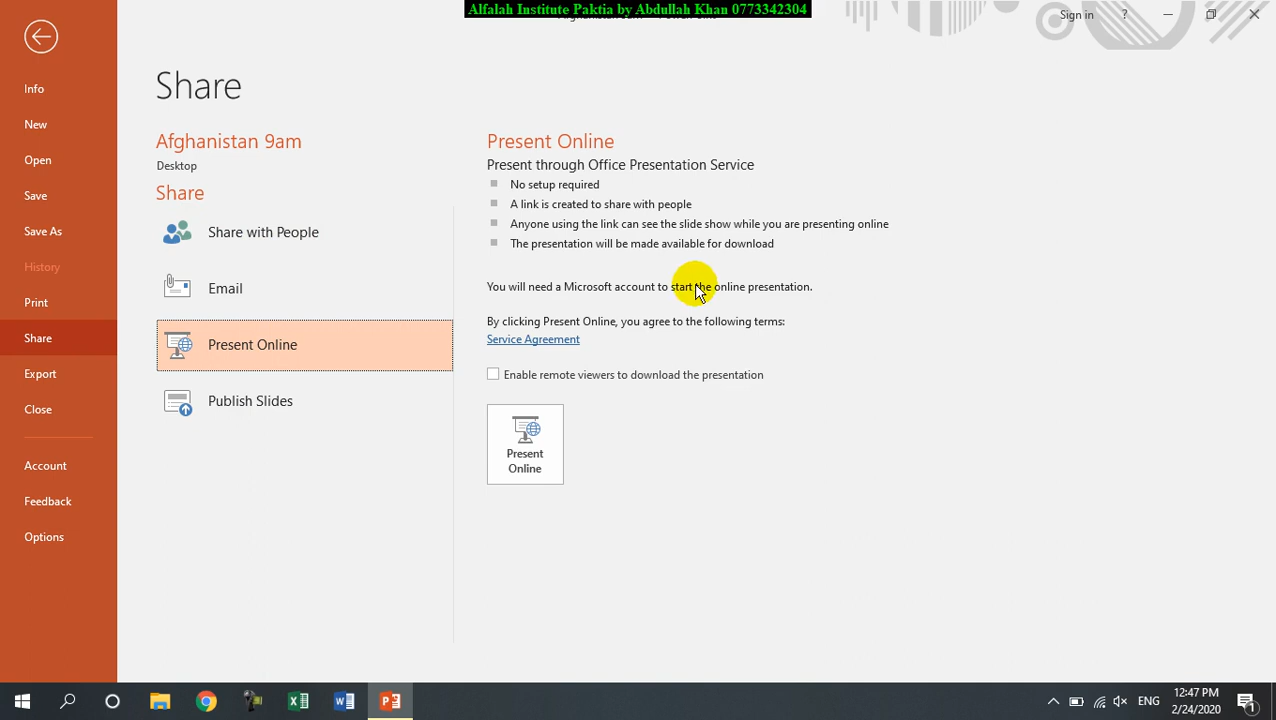 Alfalah Institute Paktia by Abdullah Khan 0773342304
Sign in
?
Share
Info
New
Open
Save
Save As
History
Print
Share
Export
Close
Account
Feedback
Options
Afghanistan 9am
Desktop
Share
Share with People
Email
Present Online
Publish Slides
Present Online
Present through Office Presentation Service
No setup required
A link is created to share with people
Anyone using the link can see the slide show while you are presenting online
The presentation will be made available for download
You will need a Microsoft account to start the online presentation.
By clicking Present Online, you agree to the following terms:
Service Agreement
Enable remote viewers to download the presentation
Present
Online
ENG
12:47 PM
2/24/2020
1